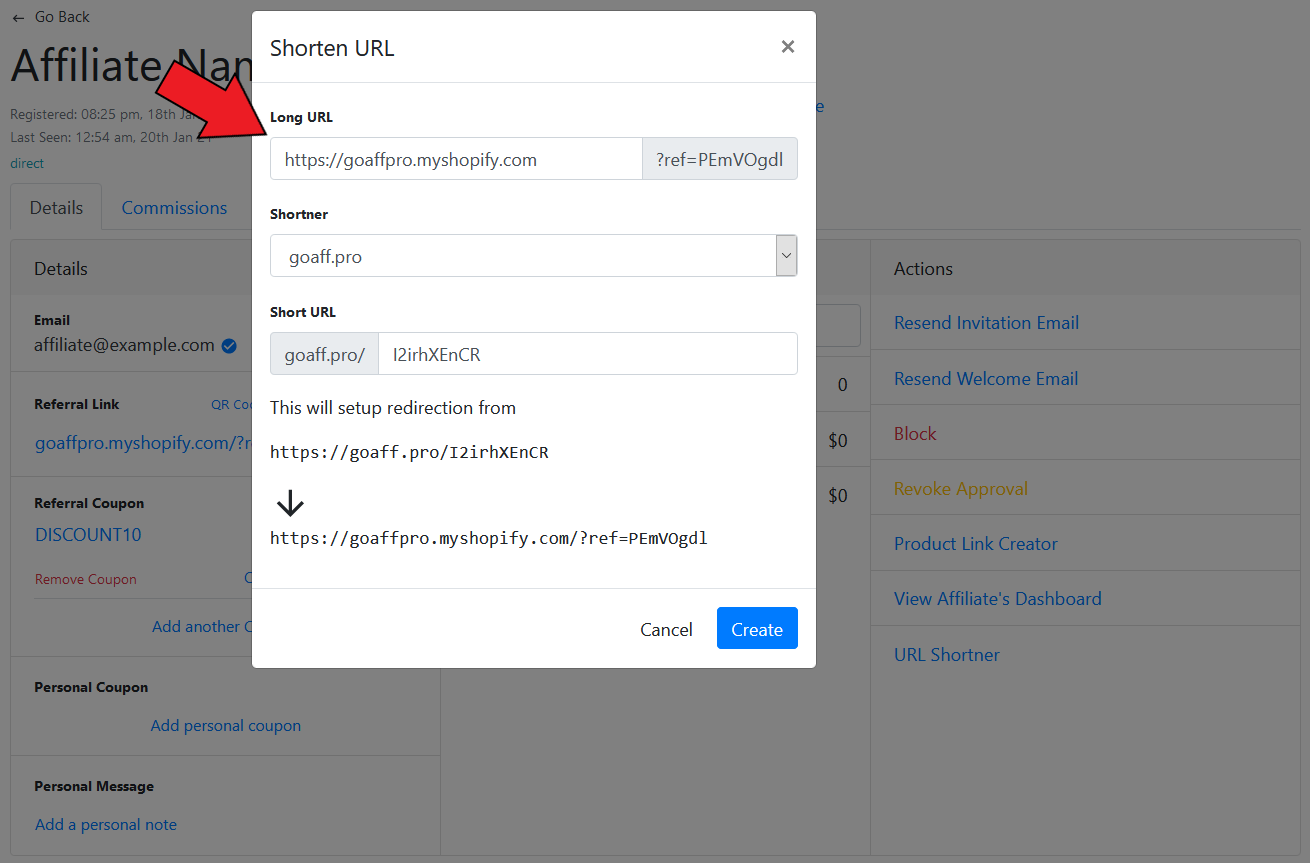 Go Back
Affiliate Nan
Registered: 08:25 pm, 18th Ja
Last Seen: 12:54 am, 20th Jan 21
direct
Details Commissions
Details
Email
affiliate@example.com
Referral Link QR Co
goaffpro.myshopify.com/?r
Referral Coupon
DISCOUNT10
Remove Coupon C
Add another C
Personal Coupon
Add personal coupon
Personal Message
Add a personal note
Shorten URL
Long URL
https://goaffpro.myshopify.com ?ref=PEmVOgdl
Shortner
goaff.pro
Short URL
goaff.pro/ I2irhXEnCR
This will setup redirection from
https://goaff.pro/I2irhXEnCR
https://goaffpro.myshopify.com/?ref=PEmVOgdl
Cancel Create
e
0
$0
$0
Actions
Resend Invitation Email
Resend Welcome Email
Block
Revoke Approval
Product Link Creator
View Affiliate's Dashboard
URL Shortner